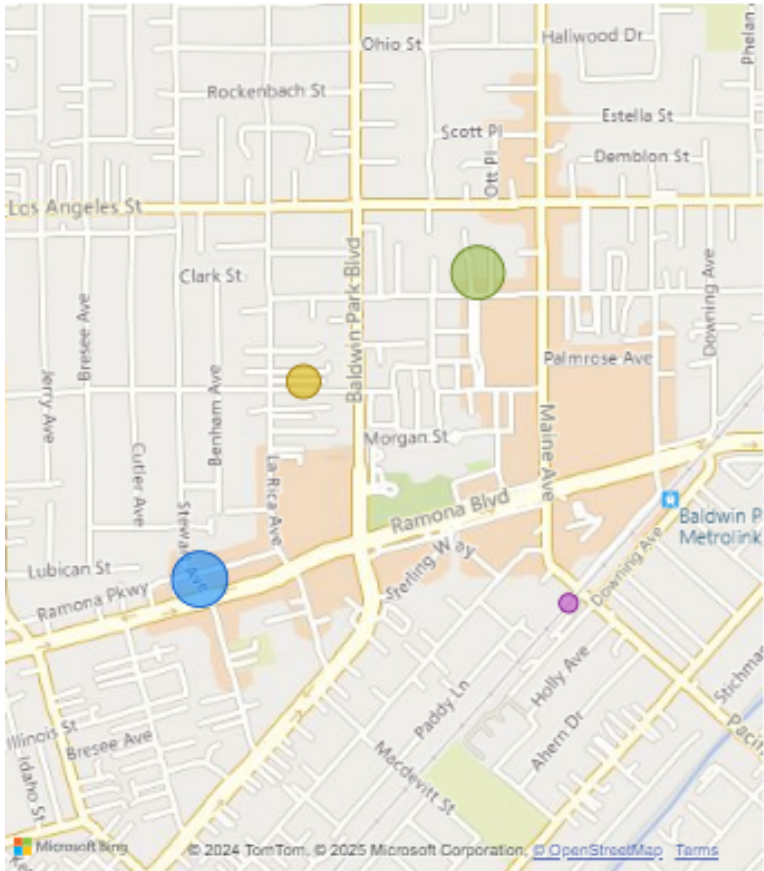 Ohio St
Hallwood Dr
Phelan
Rockenbach St
Estella St
Scott Pl
Demblon St
Ott Pl
Los Angeles St
Clark St
Baldwin Park Blvd
Downing Ave
Bresee Ave
Palmrose Ave
Jerry Ave
Benham Ave
Maine Ave
Morgan St
Cutler Ave
La Rica Ave
Ramona Blvd
Baldwin P
Metrolink
Ave
Lubican St
Sterling Way
Downing Ave
Ramona Pkwy
Holly Ave
Paddy Ln
Ahern Dr
Illinois St
Bresee Ave
Idaho St
Macdevitt St
Microsoft Bing
© 2024 TomTom, © 2025 Microsoft Corporation, © OpenStreetMap Terms